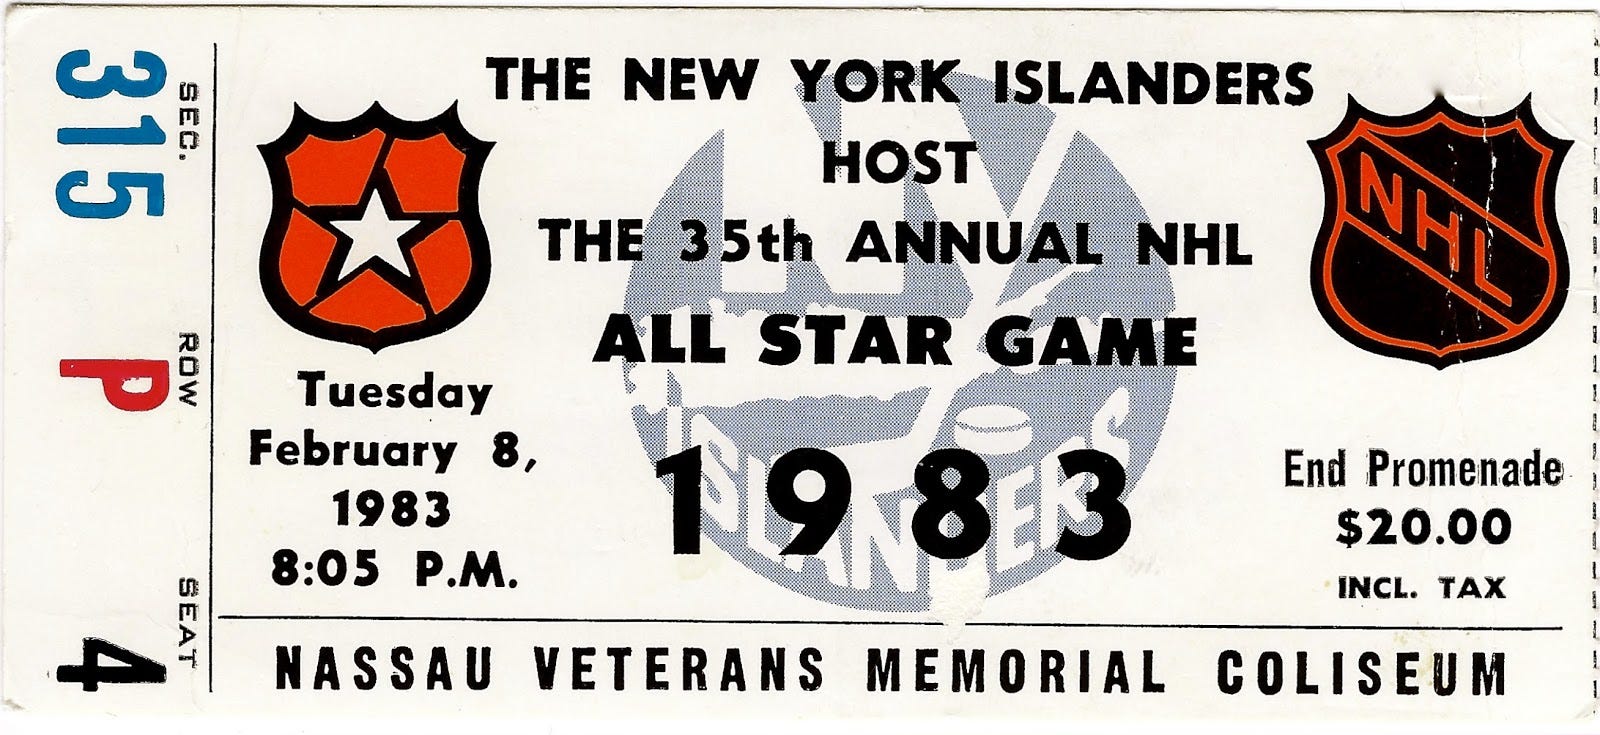 SEC. 315
ROW P
SEAT 4
THE NEW YORK ISLANDERS
HOST
THE 35th ANNUAL NHL
ALL STAR GAME
1983
Tuesday
February 8,
1983
8:05 P.M.
NHL
NY
ISLANDERS
End Promenade
$20.00
INCL. TAX
NASSAU VETERANS MEMORIAL COLISEUM